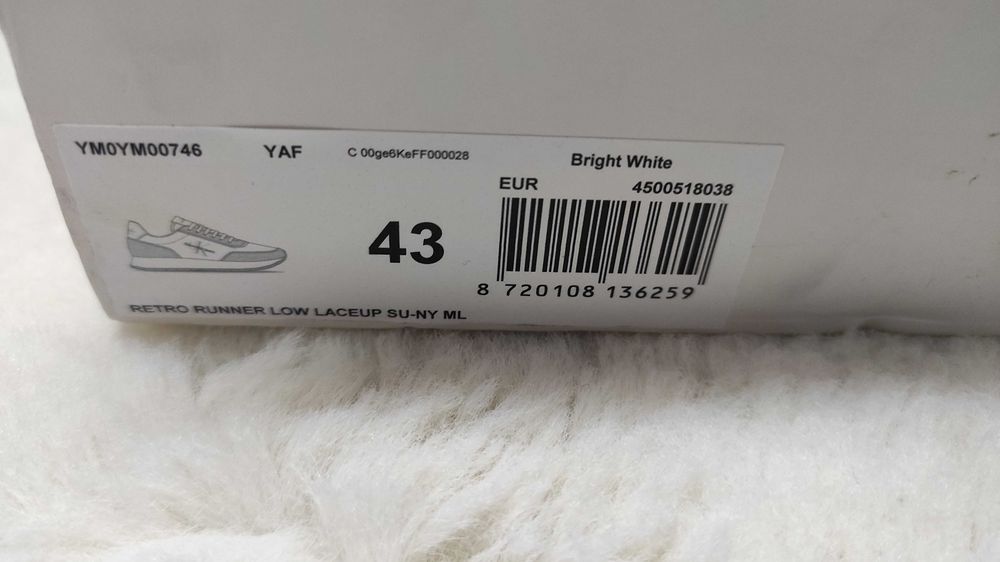 YM0YM00746 YAF C 00ge6KeFF000028 Bright White
EUR 4500518038
43
8 720108 136259
RETRO RUNNER LOW LACEUP SU-NY ML